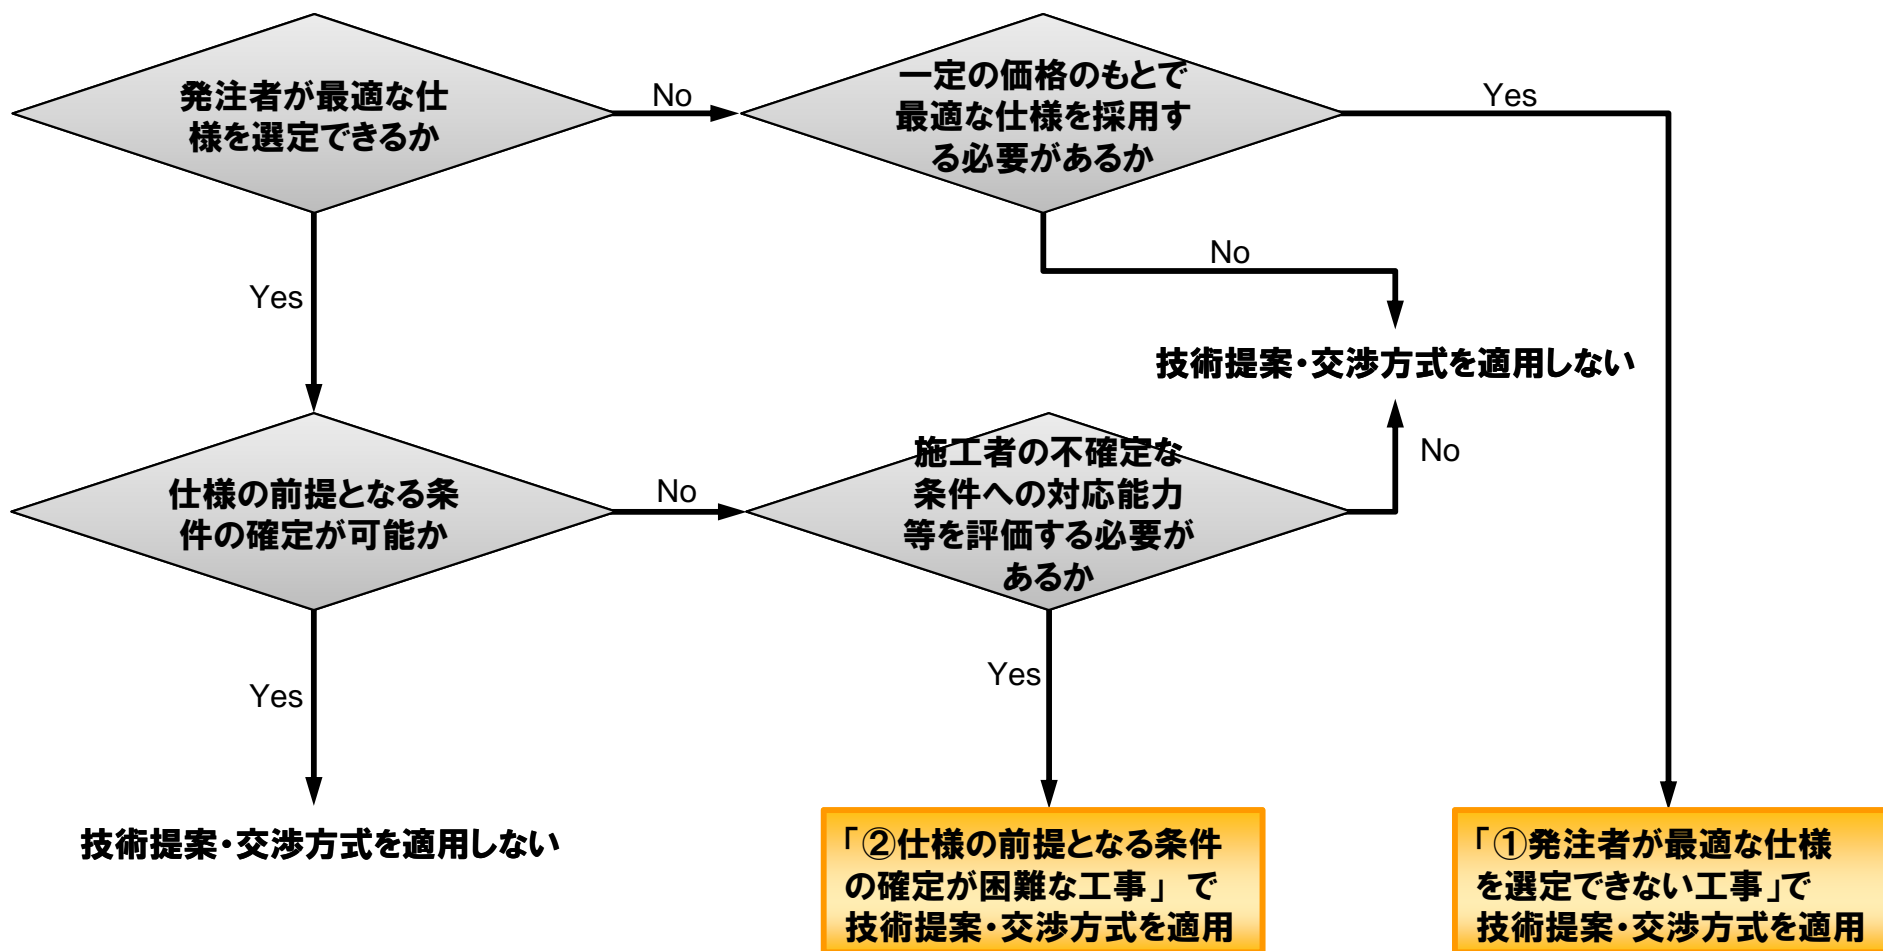 発注者が最適な仕
様を選定できるか
No
一定の価格のもとで
最適な仕様を採用す
る必要があるか
Yes
No
Yes
技術提案・交渉方式を適用しない
仕様の前提となる条
件の確定が可能か
No
施工者の不確定な
条件への対応能力
等を評価する必要が
あるか
No
Yes
Yes
技術提案・交渉方式を適用しない
「②仕様の前提となる条件
の確定が困難な工事」 で
技術提案・交渉方式を適用
「①発注者が最適な仕様
を選定できない工事」で
技術提案・交渉方式を適用